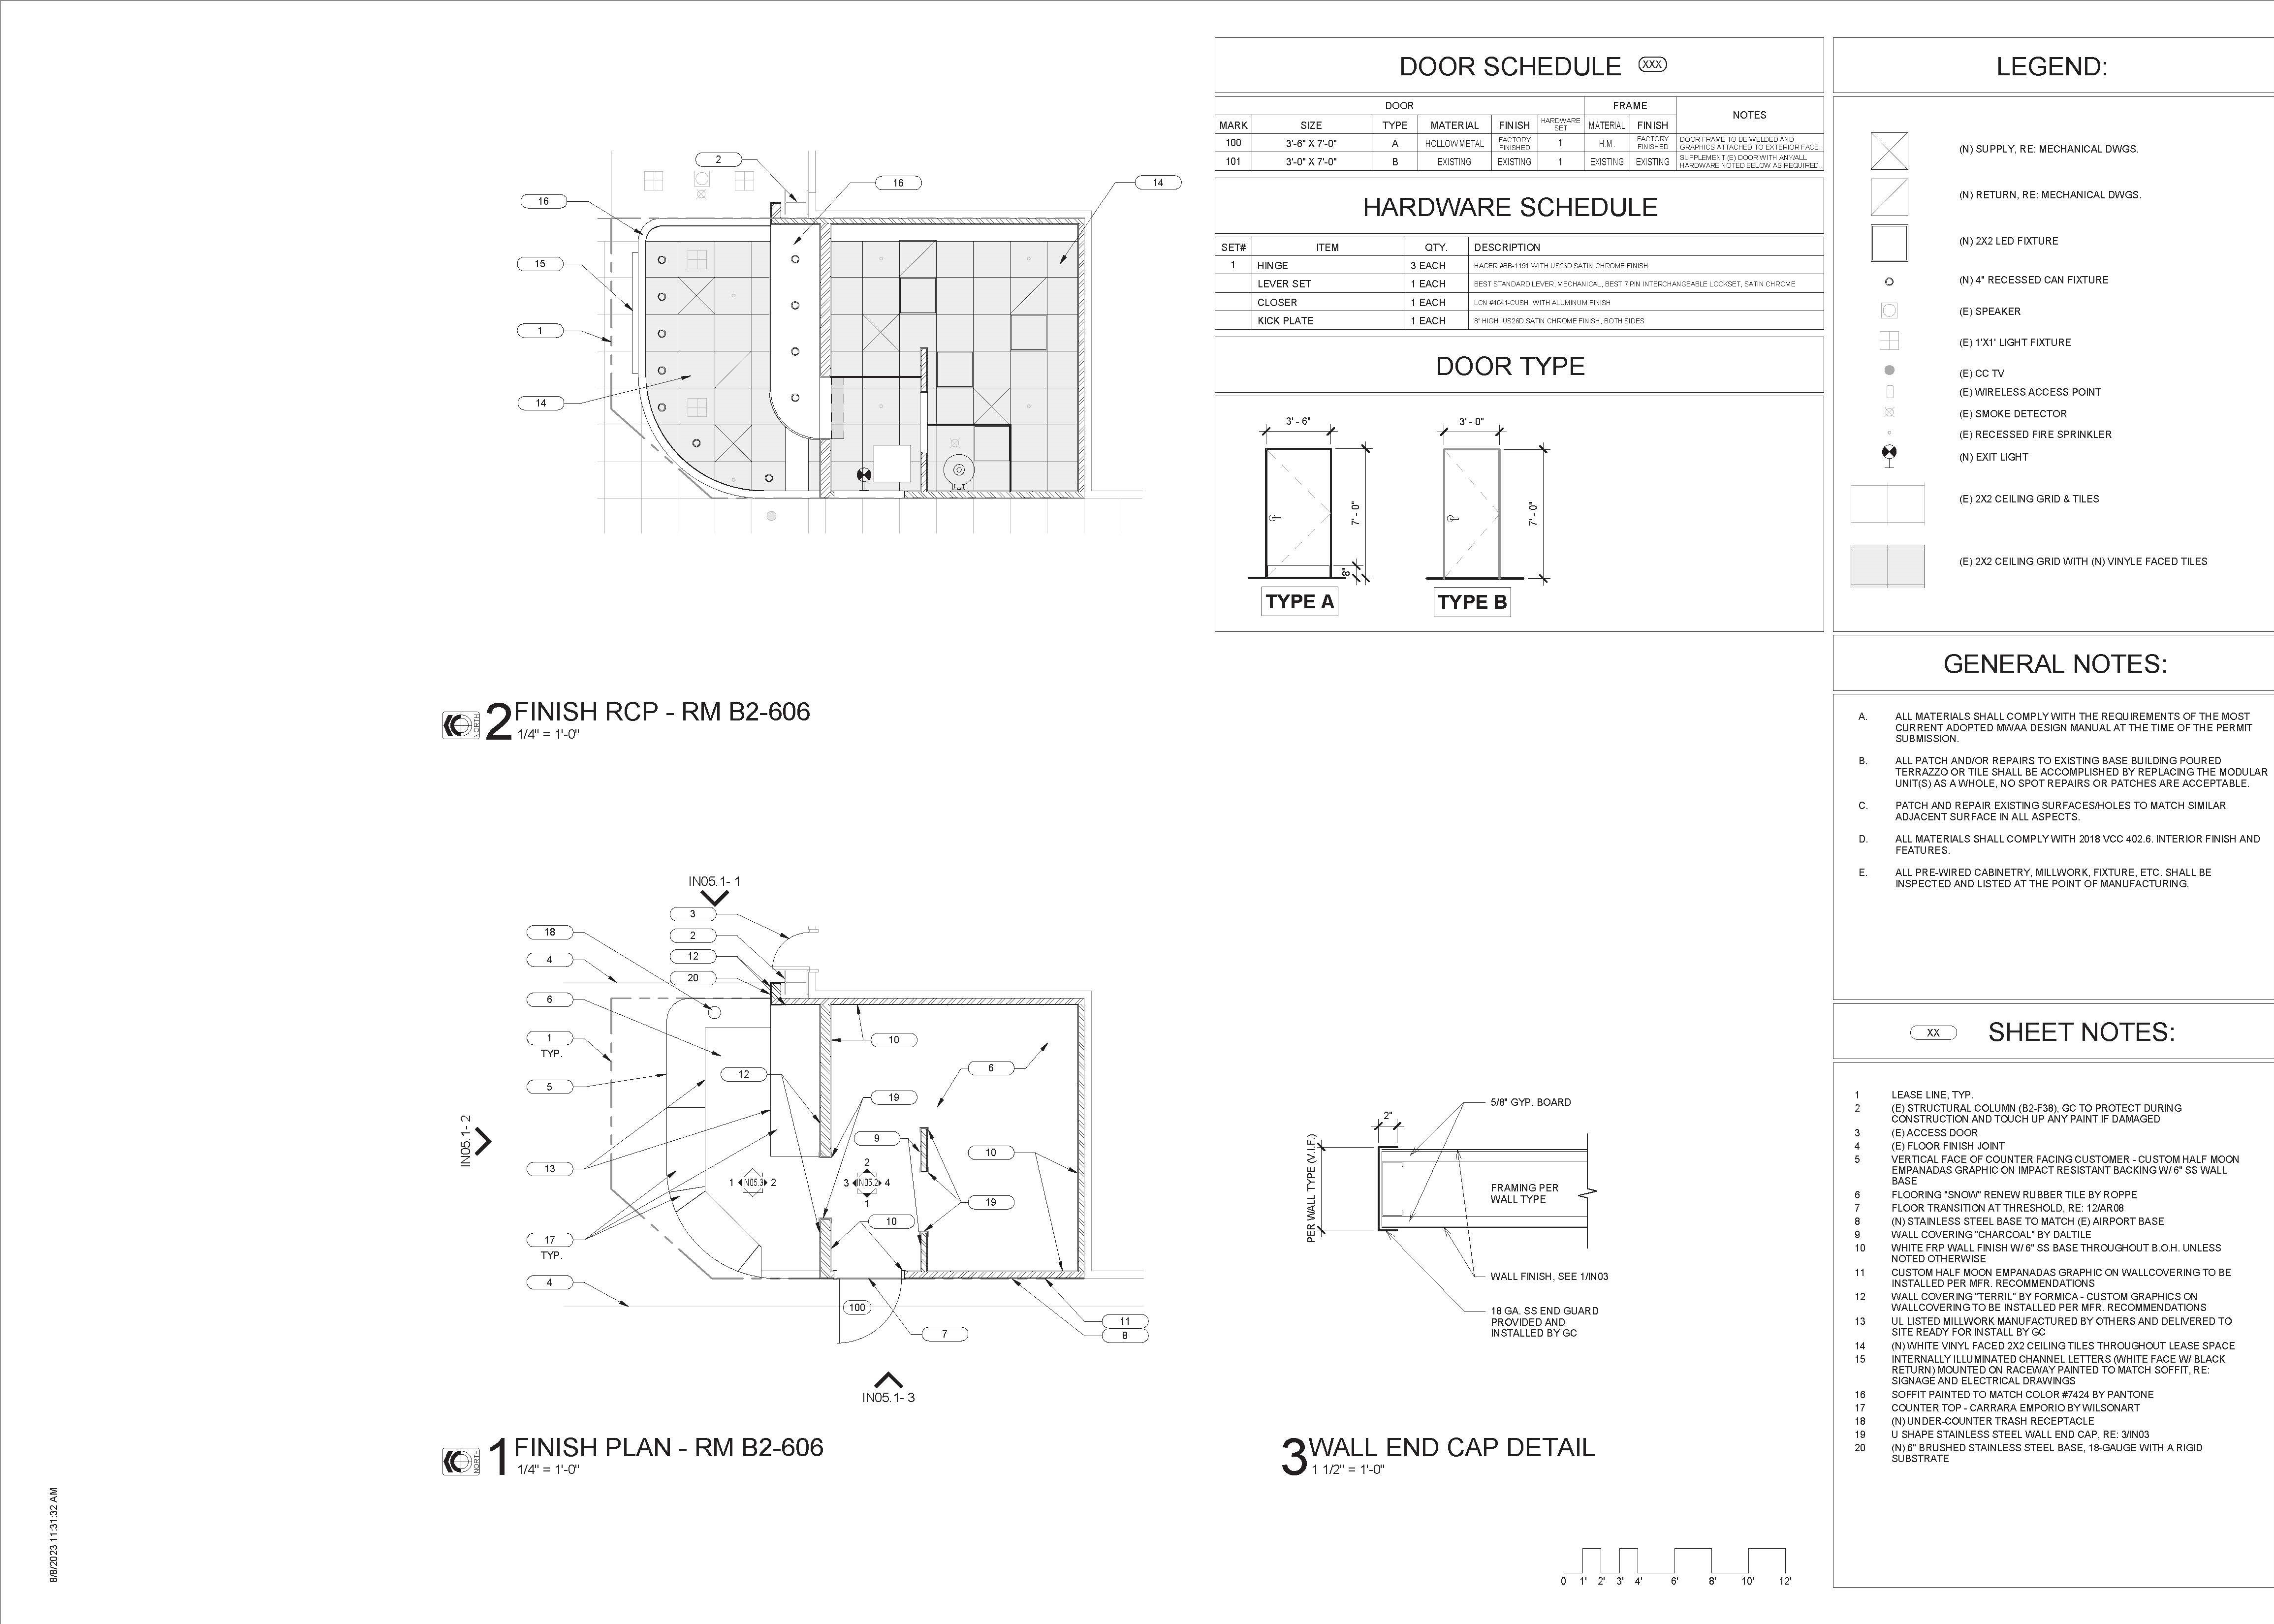 DOOR SCHEDULE XXX
DOOR FRAME NOTES
MARK SIZE TYPE MATERIAL FINISH HARDWARE SET MATERIAL FINISH
100 3'-6" X 7'-0" A HOLLOW METAL FACTORY FINISHED 1 H.M. FACTORY FINISHED DOOR FRAME TO BE WELDED AND
GRAPHICS ATTACHED TO EXTERIOR FACE.
101 3'-0" X 7'-0" B EXISTING EXISTING 1 EXISTING EXISTING SUPPLEMENT (E) DOOR WITH ANY/ALL
HARDWARE NOTED BELOW AS REQUIRED.
HARDWARE SCHEDULE
SET# ITEM QTY. DESCRIPTION
1 HINGE 3 EACH HAGER #BB-1191 WITH US26D SATIN CHROME FINISH
LEVER SET 1 EACH BEST STANDARD LEVER, MECHANICAL, BEST 7 PIN INTERCHANGEABLE LOCKSET, SATIN CHROME
CLOSER 1 EACH LCN #4041-CUSH, WITH ALUMINUM FINISH
KICK PLATE 1 EACH 8" HIGH, US26D SATIN CHROME FINISH, BOTH SIDES
DOOR TYPE
3' - 6"
7' - 0"
8"
TYPE A
3' - 0"
7' - 0"
TYPE B
LEGEND:
(N) SUPPLY, RE: MECHANICAL DWGS.
(N) RETURN, RE: MECHANICAL DWGS.
(N) 2X2 LED FIXTURE
(N) 4" RECESSED CAN FIXTURE
(E) SPEAKER
(E) 1'X1' LIGHT FIXTURE
(E) CC TV
(E) WIRELESS ACCESS POINT
(E) SMOKE DETECTOR
(E) RECESSED FIRE SPRINKLER
(N) EXIT LIGHT
(E) 2X2 CEILING GRID & TILES
(E) 2X2 CEILING GRID WITH (N) VINYLE FACED TILES
GENERAL NOTES:
A. ALL MATERIALS SHALL COMPLY WITH THE REQUIREMENTS OF THE MOST
CURRENT ADOPTED MWAA DESIGN MANUAL AT THE TIME OF THE PERMIT
SUBMISSION.
B. ALL PATCH AND/OR REPAIRS TO EXISTING BASE BUILDING POURED
TERRAZZO OR TILE SHALL BE ACCOMPLISHED BY REPLACING THE MODULAR
UNIT(S) AS A WHOLE, NO SPOT REPAIRS OR PATCHES ARE ACCEPTABLE.
C. PATCH AND REPAIR EXISTING SURFACES/HOLES TO MATCH SIMILAR
ADJACENT SURFACE IN ALL ASPECTS.
D. ALL MATERIALS SHALL COMPLY WITH 2018 VCC 402.6. INTERIOR FINISH AND
FEATURES.
E. ALL PRE-WIRED CABINETRY, MILLWORK, FIXTURE, ETC. SHALL BE
INSPECTED AND LISTED AT THE POINT OF MANUFACTURING.
XX SHEET NOTES:
1 LEASE LINE, TYP.
2 (E) STRUCTURAL COLUMN (B2-F38), GC TO PROTECT DURING
CONSTRUCTION AND TOUCH UP ANY PAINT IF DAMAGED
3 (E) ACCESS DOOR
4 (E) FLOOR FINISH JOINT
5 VERTICAL FACE OF COUNTER FACING CUSTOMER - CUSTOM HALF MOON
EMPANADAS GRAPHIC ON IMPACT RESISTANT BACKING W/ 6" SS WALL
BASE
6 FLOORING "SNOW" RENEW RUBBER TILE BY ROPPE
7 FLOOR TRANSITION AT THRESHOLD, RE: 12/AR08
8 (N) STAINLESS STEEL BASE TO MATCH (E) AIRPORT BASE
9 WALL COVERING "CHARCOAL" BY DALTILE
10 WHITE FRP WALL FINISH W/ 6" SS BASE THROUGHOUT B.O.H. UNLESS
NOTED OTHERWISE
11 CUSTOM HALF MOON EMPANADAS GRAPHIC ON WALLCOVERING TO BE
INSTALLED PER MFR. RECOMMENDATIONS
12 WALL COVERING "TERRIL" BY FORMICA - CUSTOM GRAPHICS ON
WALLCOVERING TO BE INSTALLED PER MFR. RECOMMENDATIONS
13 UL LISTED MILLWORK MANUFACTURED BY OTHERS AND DELIVERED TO
SITE READY FOR INSTALL BY GC
14 (N) WHITE VINYL FACED 2X2 CEILING TILES THROUGHOUT LEASE SPACE
15 INTERNALLY ILLUMINATED CHANNEL LETTERS (WHITE FACE W/ BLACK
RETURN) MOUNTED ON RACEWAY PAINTED TO MATCH SOFFIT, RE:
SIGNAGE AND ELECTRICAL DRAWINGS
16 SOFFIT PAINTED TO MATCH COLOR #7424 BY PANTONE
17 COUNTER TOP - CARRARA EMPORIO BY WILSONART
18 (N) UNDER-COUNTER TRASH RECEPTACLE
19 U SHAPE STAINLESS STEEL WALL END CAP, RE: 3/IN03
20 (N) 6" BRUSHED STAINLESS STEEL BASE, 18-GAUGE WITH A RIGID
SUBSTRATE
2
16
14
16
15
1
14
NORTH
2 FINISH RCP - RM B2-606
1/4" = 1'-0"
IN05.1- 1
3
18
2
4
12
20
6
1
TYP.
10
6
12
5
19
IN05.1- 2
9
10
13
2
1 IN05.3 2
3 IN05.2 4
1
19
10
17
TYP.
4
100
11
7
8
IN05.1- 3
NORTH
1 FINISH PLAN - RM B2-606
1/4" = 1'-0"
5/8" GYP. BOARD
2"
PER WALL TYPE (V.I.F.)
FRAMING PER
WALL TYPE
WALL FINISH, SEE 1/IN03
18 GA. SS END GUARD
PROVIDED AND
INSTALLED BY GC
3 WALL END CAP DETAIL
1 1/2" = 1'-0"
0 1' 2' 3' 4' 6' 8' 10' 12'
8/8/2023 11:31:32 AM